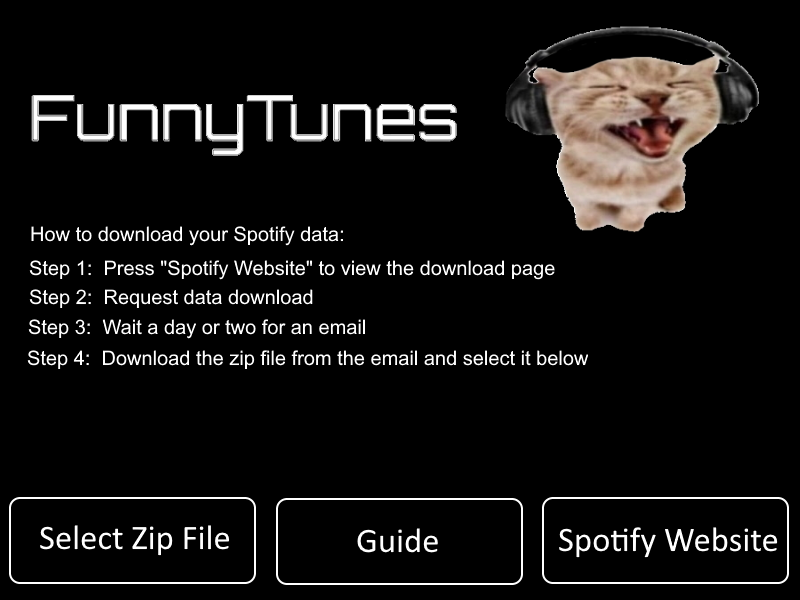 FunnyTunes
How to download your Spotify data:
Step 1: Press "Spotify Website" to view the download page
Step 2: Request data download
Step 3: Wait a day or two for an email
Step 4: Download the zip file from the email and select it below
Select Zip File
Guide
Spotify Website